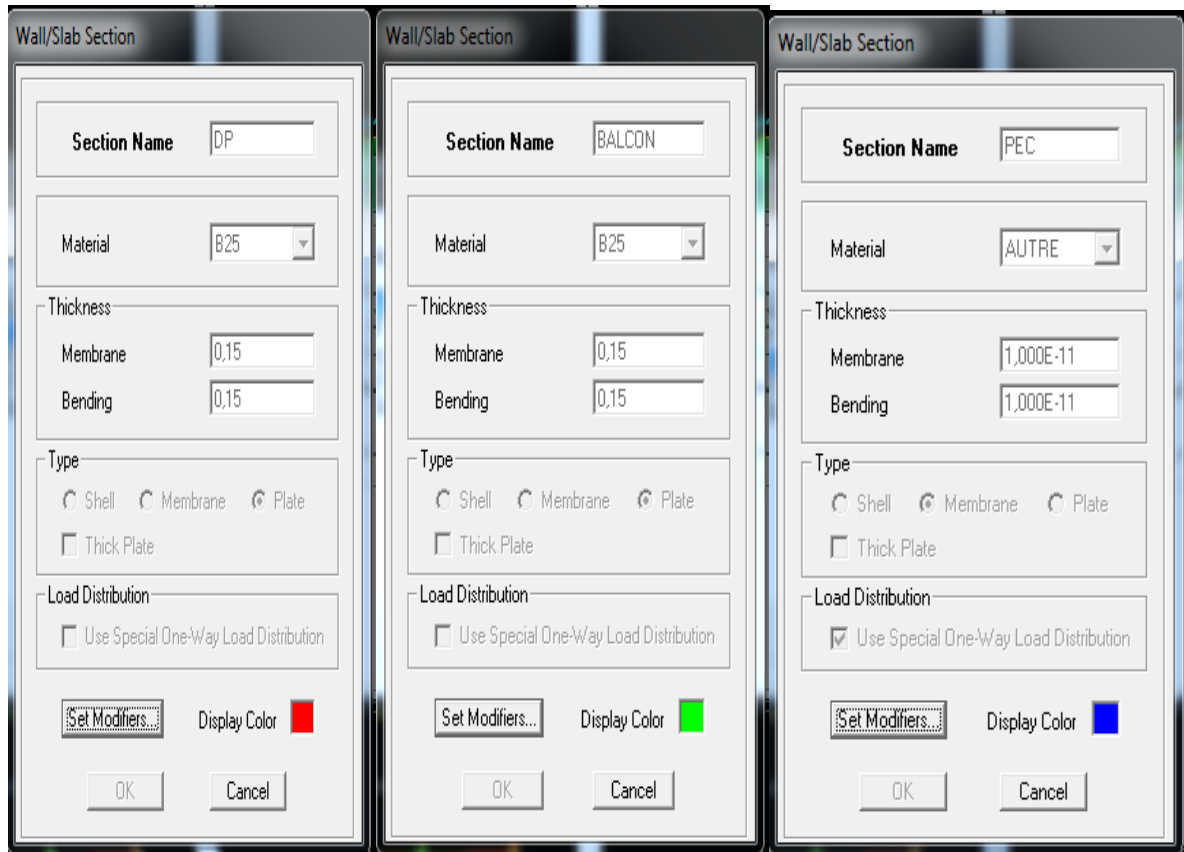 Wall/Slab Section
Section Name DP
Material B25
Thickness
Membrane 0,15
Bending 0,15
Type
Shell Membrane Plate
Thick Plate
Load Distribution
Use Special One-Way Load Distribution
Set Modifiers... Display Color
OK Cancel
Wall/Slab Section
Section Name BALCON
Material B25
Thickness
Membrane 0,15
Bending 0,15
Type
Shell Membrane Plate
Thick Plate
Load Distribution
Use Special One-Way Load Distribution
Set Modifiers... Display Color
OK Cancel
Wall/Slab Section
Section Name PEC
Material AUTRE
Thickness
Membrane 1,000E-11
Bending 1,000E-11
Type
Shell Membrane Plate
Thick Plate
Load Distribution
Use Special One-Way Load Distribution
Set Modifiers... Display Color
OK Cancel